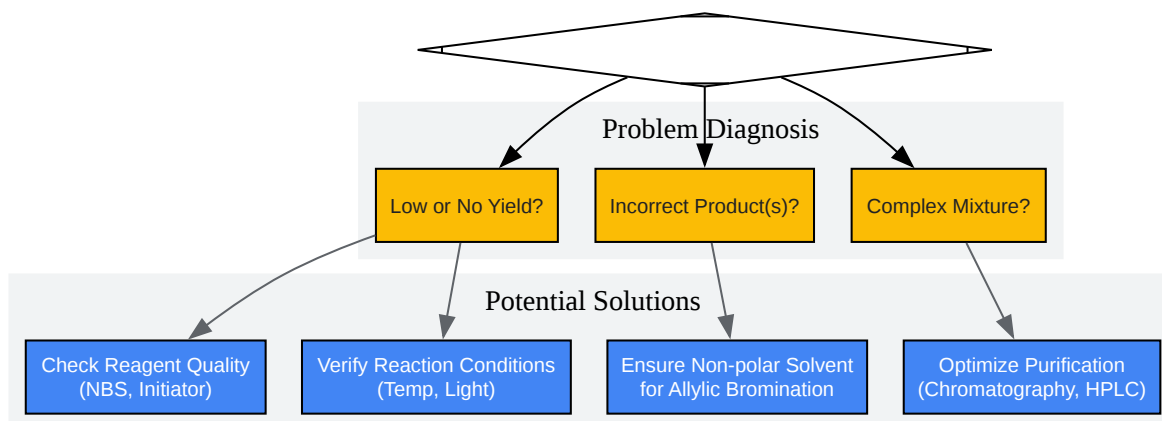 Problem Diagnosis
Low or No Yield?
Incorrect Product(s)?
Complex Mixture?
Potential Solutions
Check Reagent Quality
(NBS, Initiator)
Verify Reaction Conditions
(Temp, Light)
Ensure Non-polar Solvent
for Allylic Bromination
Optimize Purification
(Chromatography, HPLC)